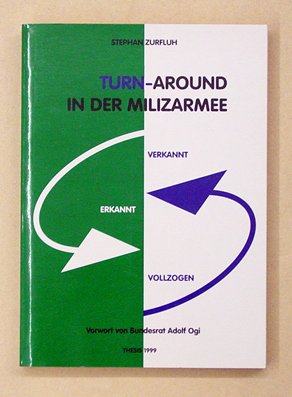 STEPHAN ZURFLUH
TURN-AROUND
IN DER MILIZARMEE
VERKANNT
ERKANNT
VOLLZOGEN
Vorwort von Bundesrat Adolf Ogi
THESIS 1999